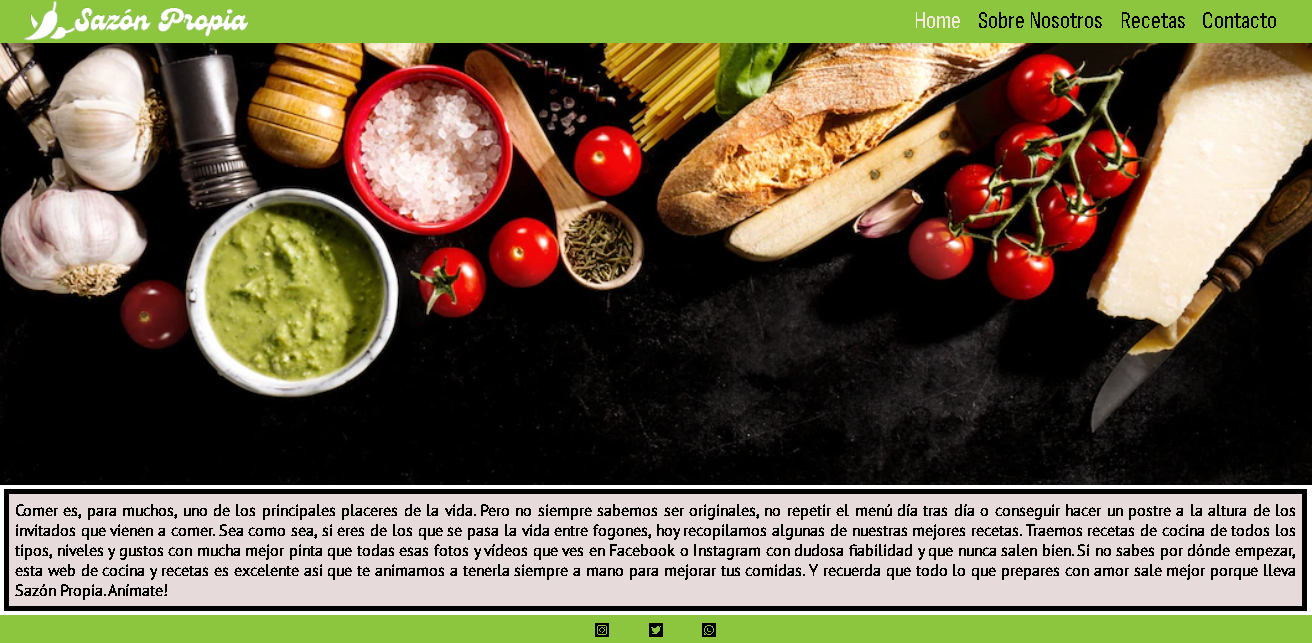 Sazón Propia
Home Sobre Nosotros Recetas Contacto
Comer es, para muchos, uno de los principales placeres de la vida. Pero no siempre sabemos ser originales, no repetir el menú día tras día o conseguir hacer un postre a la altura de los
invitados que vienen a comer. Sea como sea, si eres de los que se pasa la vida entre fogones, hoy recopilamos algunas de nuestras mejores recetas. Traemos recetas de cocina de todos los
tipos, niveles y gustos con mucha mejor pinta que todas esas fotos y vídeos que ves en Facebook o Instagram con dudosa fiabilidad y que nunca salen bien. Si no sabes por dónde empezar,
esta web de cocina y recetas es excelente asi que te animamos a tenerla siempre a mano para mejorar tus comidas. Y recuerda que todo lo que prepares con amor sale mejor porque lleva
Sazón Propia. Anímate!